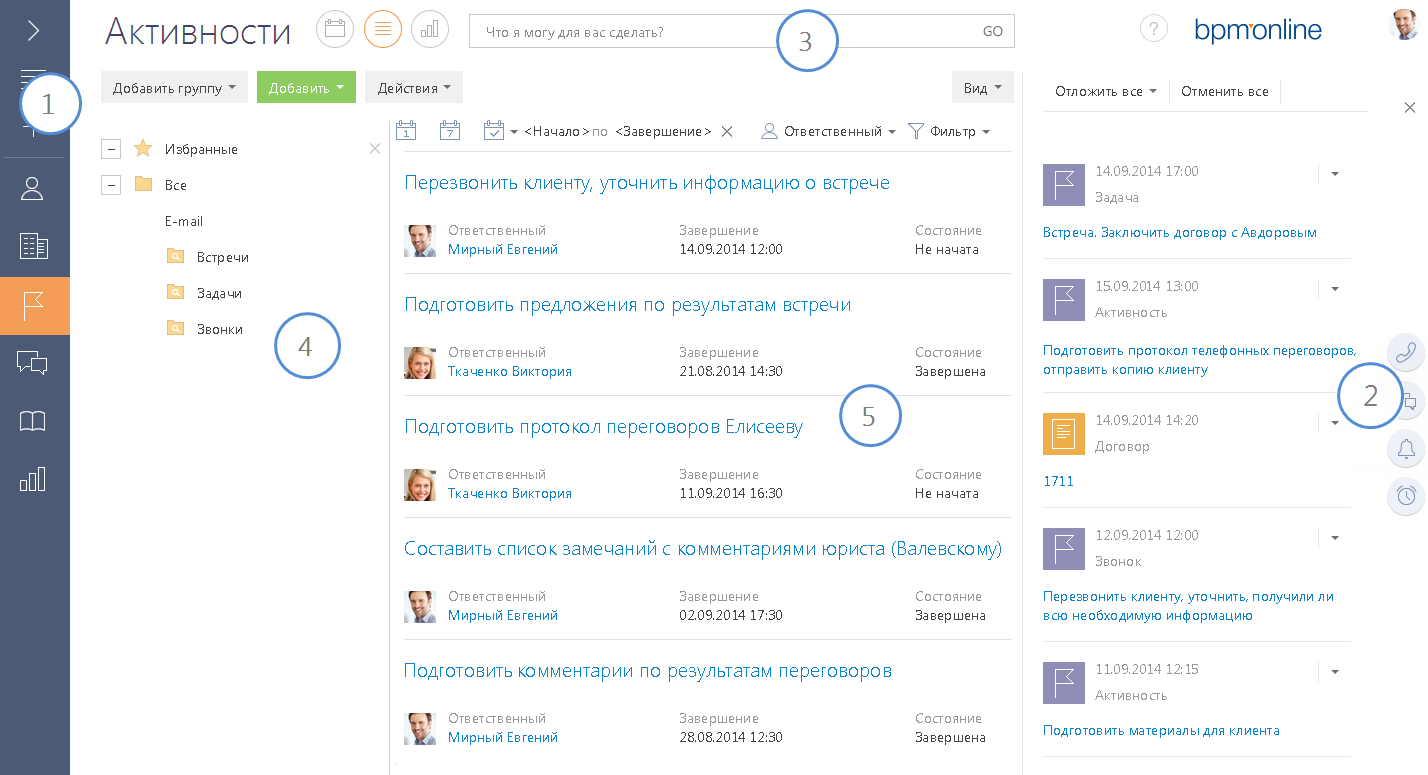 Активности
Что я могу для вас сделать?
GO
3
?
bpm'online
1
Добавить группу
Добавить
Действия
Вид
Отложить все
Отменить все
Избранные
Все
E-mail
Встречи
Задачи
Звонки
4
1
7
<Начало> по <Завершение>
Ответственный
Фильтр
Перезвонить клиенту, уточнить информацию о встрече
Ответственный Завершение Состояние
Мирный Евгений 14.09.2014 12:00 Не начата
Подготовить предложения по результатам встречи
Ответственный Завершение Состояние
Ткаченко Виктория 21.08.2014 14:30 Завершена
5
Подготовить протокол переговоров Елисееву
Ответственный Завершение Состояние
Ткаченко Виктория 11.09.2014 16:30 Не начата
Составить список замечаний с комментариями юриста (Валевскому)
Ответственный Завершение Состояние
Мирный Евгений 02.09.2014 17:30 Завершена
Подготовить комментарии по результатам переговоров
Ответственный Завершение Состояние
Мирный Евгений 28.08.2014 12:30 Завершена
14.09.2014 17:00
Задача
Встреча. Заключить договор с Авдоровым
15.09.2014 13:00
Активность
Подготовить протокол телефонных переговоров,
отправить копию клиенту
2
14.09.2014 14:20
Договор
1711
12.09.2014 12:00
Звонок
Перезвонить клиенту, уточнить, получили ли
всю необходимую информацию
11.09.2014 12:15
Активность
Подготовить материалы для клиента